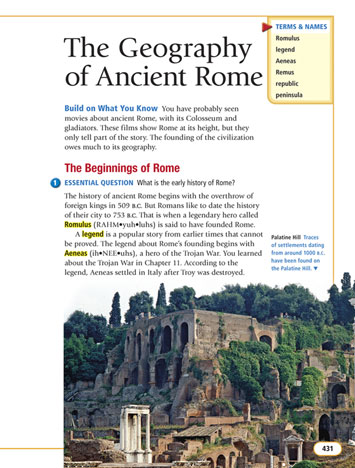 TERMS & NAMES
Romulus
legend
Aeneas
Remus
republic
peninsula
The Geography
of Ancient Rome
Build on What You Know You have probably seen
movies about ancient Rome, with its Colosseum and
gladiators. These films show Rome at its height, but they
only tell part of the story. The founding of the civilization
owes much to its geography.
The Beginnings of Rome
1 ESSENTIAL QUESTION What is the early history of Rome?
The history of ancient Rome begins with the overthrow of
foreign kings in 509 B.C. But Romans like to date the history
of their city to 753 B.C. That is when a legendary hero called
Romulus (RAHM•yuh•luhs) is said to have founded Rome.
A legend is a popular story from earlier times that cannot
be proved. The legend about Rome's founding begins with
Aeneas (ih•NEE•uhs), a hero of the Trojan War. You learned
about the Trojan War in Chapter 11. According to the
legend, Aeneas settled in Italy after Troy was destroyed.
Palatine Hill Traces
of settlements dating
from around 1000 B.C.
have been found on
the Palatine Hill. ▼
431